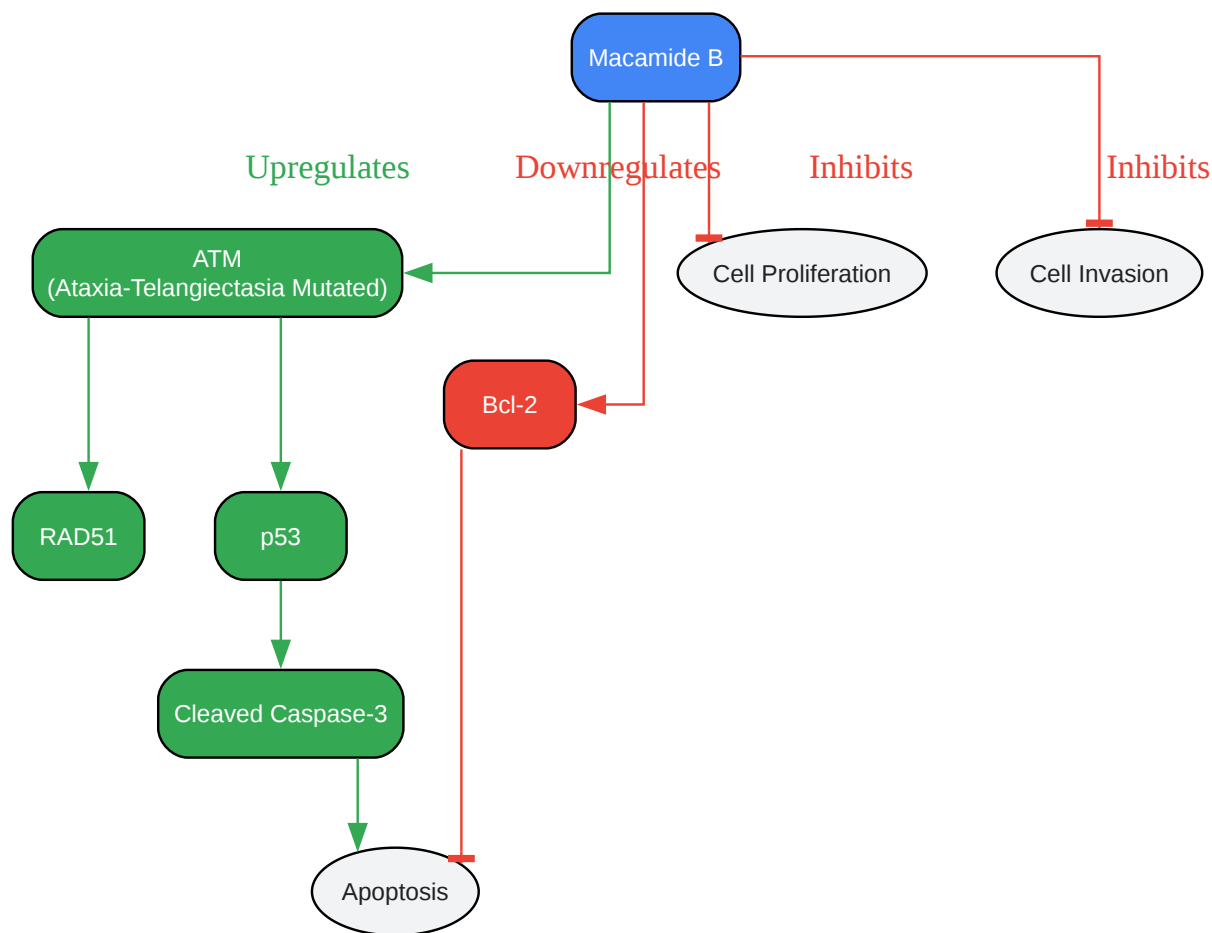 Macamide B
Upregulates
Downregulates
Inhibits
Inhibits
ATM
(Ataxia-Telangiectasia Mutated)
Cell Proliferation
Cell Invasion
Bcl-2
RAD51
p53
Cleaved Caspase-3
Apoptosis